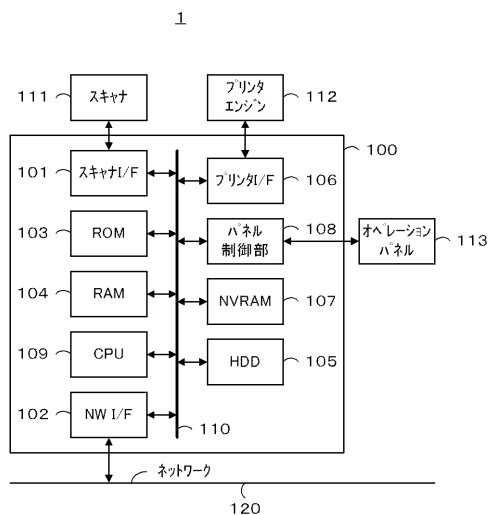 1
111
スキャナ
プリンタ
エンジン
112
100
101
スキャナI/F
プリンタI/F
106
103
ROM
パネル
制御部
108
オペレーション
パネル
113
104
RAM
NVRAM
107
109
CPU
HDD
105
102
NW I/F
110
ネットワーク
120